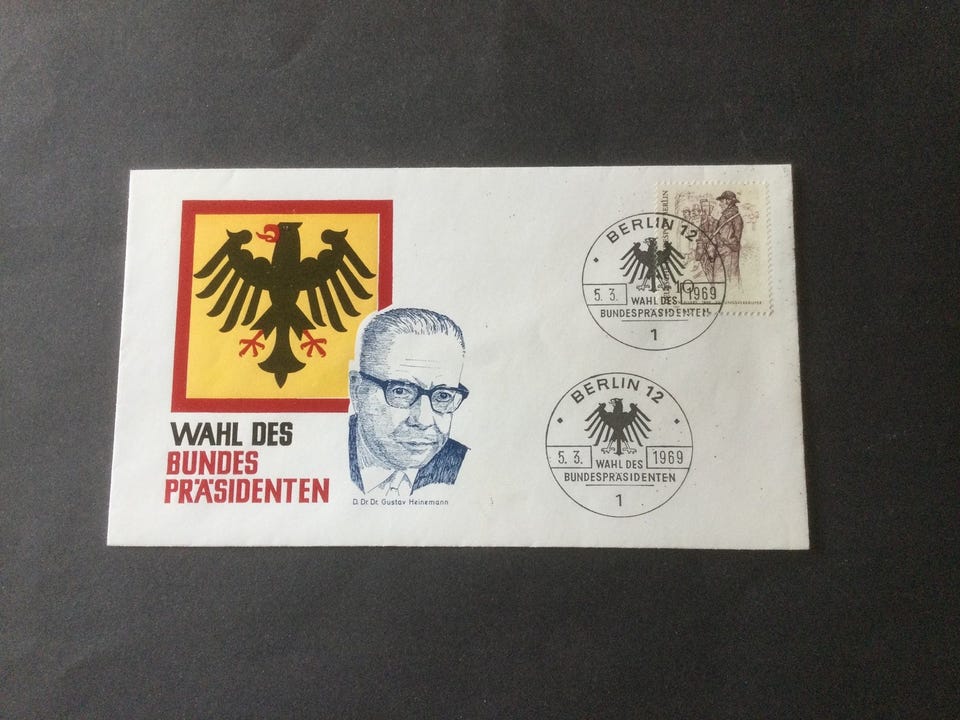 WAHL DES
BUNDES
PRÄSIDENTEN
D. Dr. Dr. Gustav Heinemann
BERLIN
10
BERLIN 12
5. 3. 1969
WAHL DES
BUNDESPRÄSIDENTEN
1
BERLIN 12
5. 3. 1969
WAHL DES
BUNDESPRÄSIDENTEN
1